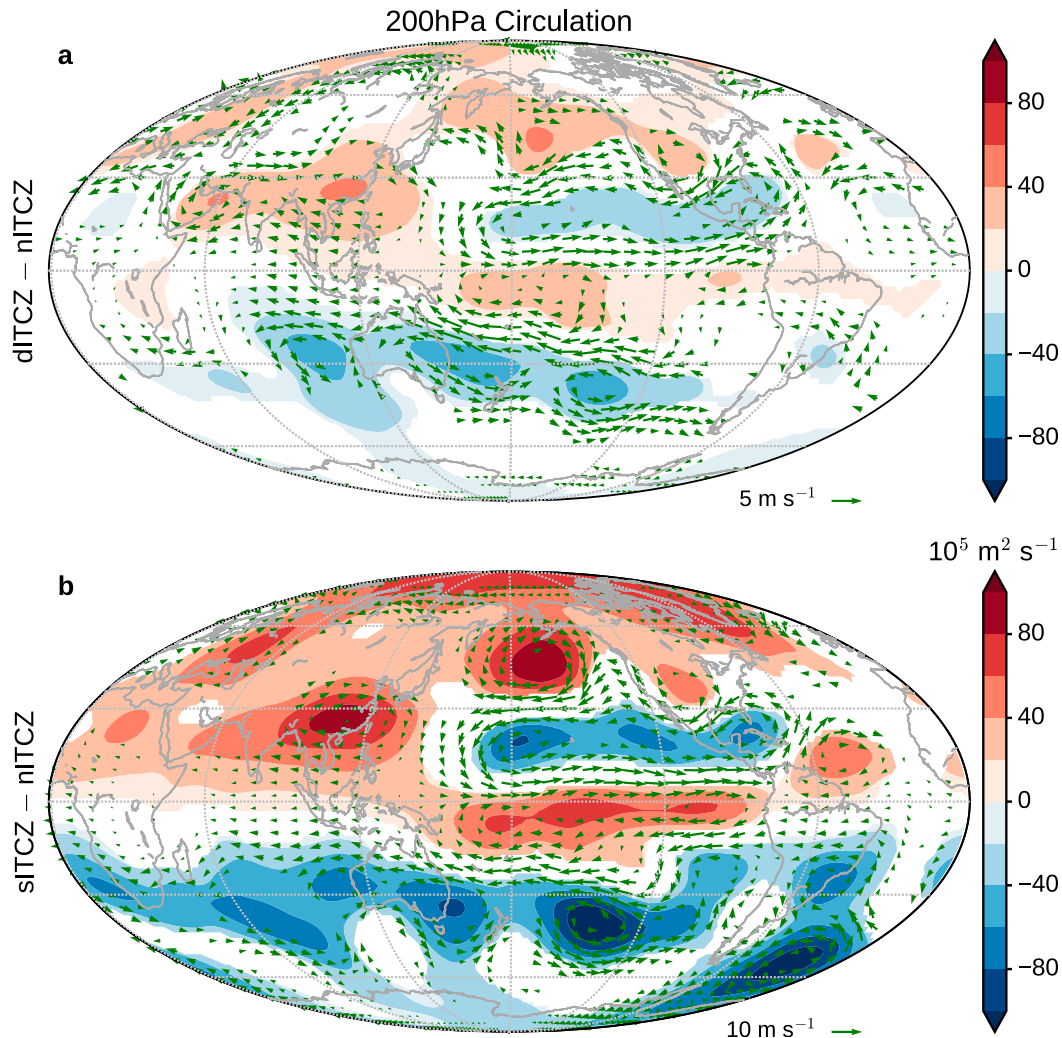 200hPa Circulation
a
dITCZ − nITCZ
80
40
0
−40
−80
5 m s⁻¹
10⁵ m² s⁻¹
b
sITCZ − nITCZ
80
40
0
−40
−80
10 m s⁻¹